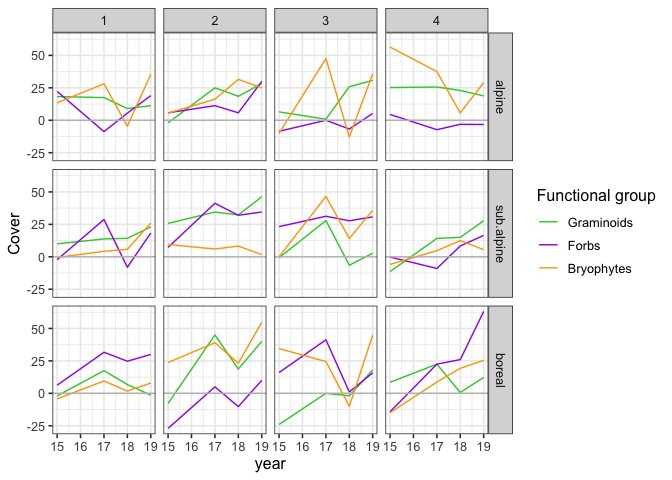 1 2 3 4
50
25
0
-25
alpine
50
25
0
-25
sub.alpine
Cover
50
25
0
-25
boreal
15 16 17 18 19 15 16 17 18 19 15 16 17 18 19 15 16 17 18 19
year
Functional group
Graminoids
Forbs
Bryophytes